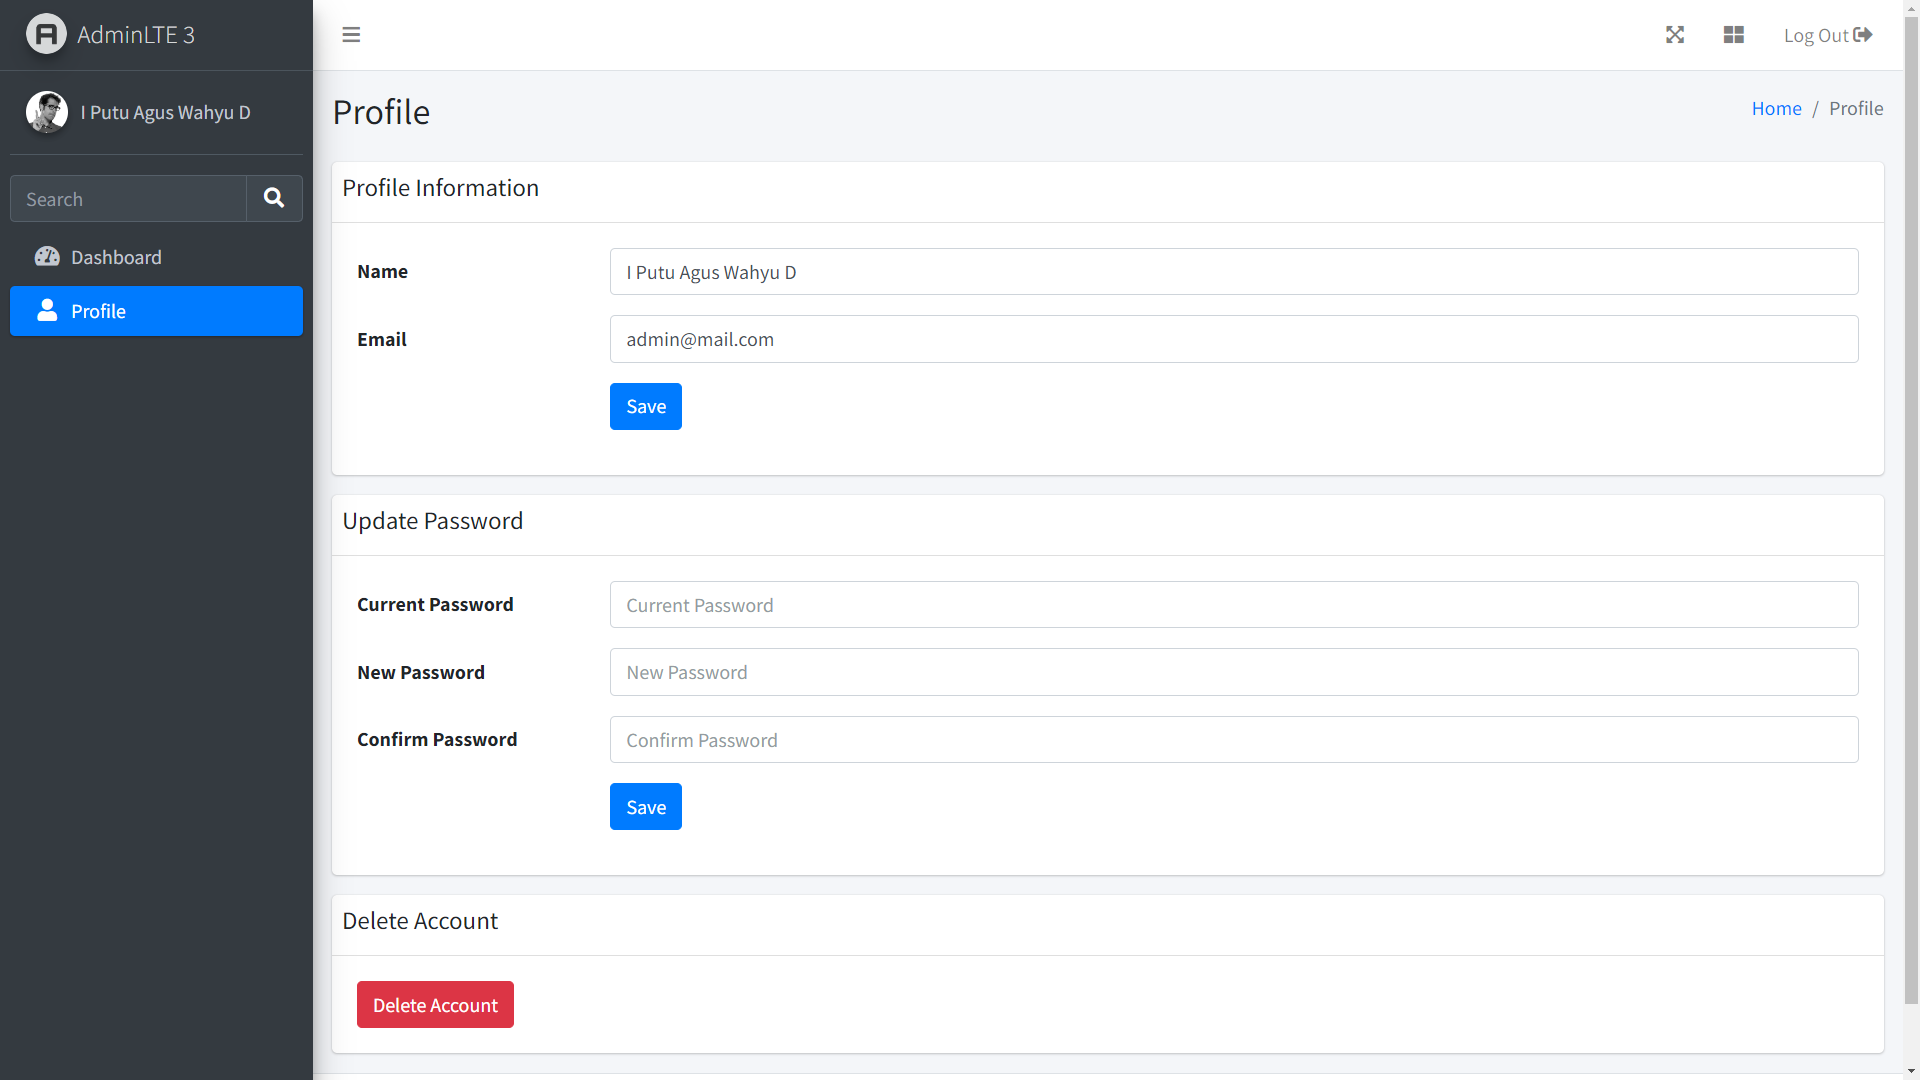 AdminLTE 3
Log Out
I Putu Agus Wahyu D
Search
Dashboard
Profile
Profile
Home / Profile
Profile Information
Name
I Putu Agus Wahyu D
Email
admin@mail.com
Save
Update Password
Current Password
Current Password
New Password
New Password
Confirm Password
Confirm Password
Save
Delete Account
Delete Account